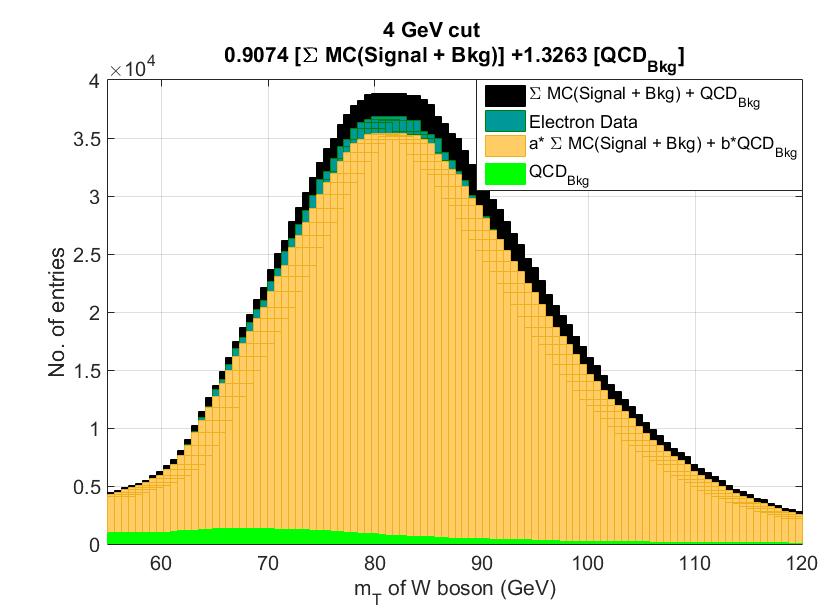 4 GeV cut
0.9074 [Σ MC(Signal + Bkg)] +1.3263 [QCD_Bkg]
×10^4
4
3.5
3
2.5
2
1.5
1
0.5
0
No. of entries
Σ MC(Signal + Bkg) + QCD_Bkg
Electron Data
a* Σ MC(Signal + Bkg) + b*QCD_Bkg
QCD_Bkg
60 70 80 90 100 110 120
m_T of W boson (GeV)